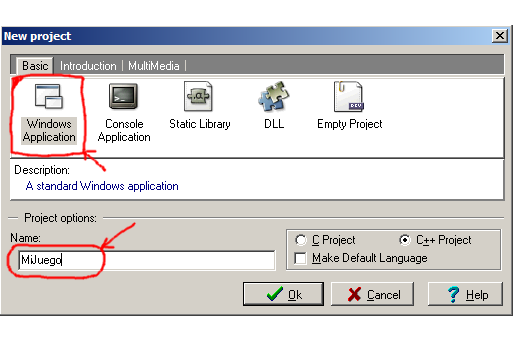 New project
Basic Introduction MultiMedia
Windows Application
Console Application
Static Library
DLL
Empty Project
DEV
Description:
A standard Windows application
Project options:
Name:
MiJuego
C Project
C++ Project
Make Default Language
Ok
Cancel
Help